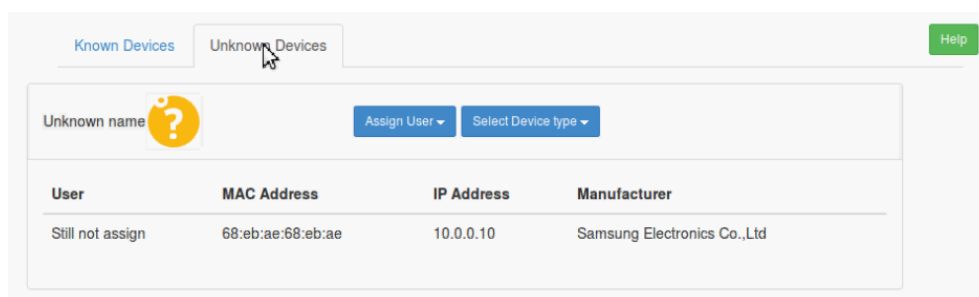 Known Devices
Unknown Devices
Help
Unknown name
?
Assign User
Select Device type
User MAC Address IP Address Manufacturer
Still not assign 68:eb:ae:68:eb:ae 10.0.0.10 Samsung Electronics Co.,Ltd